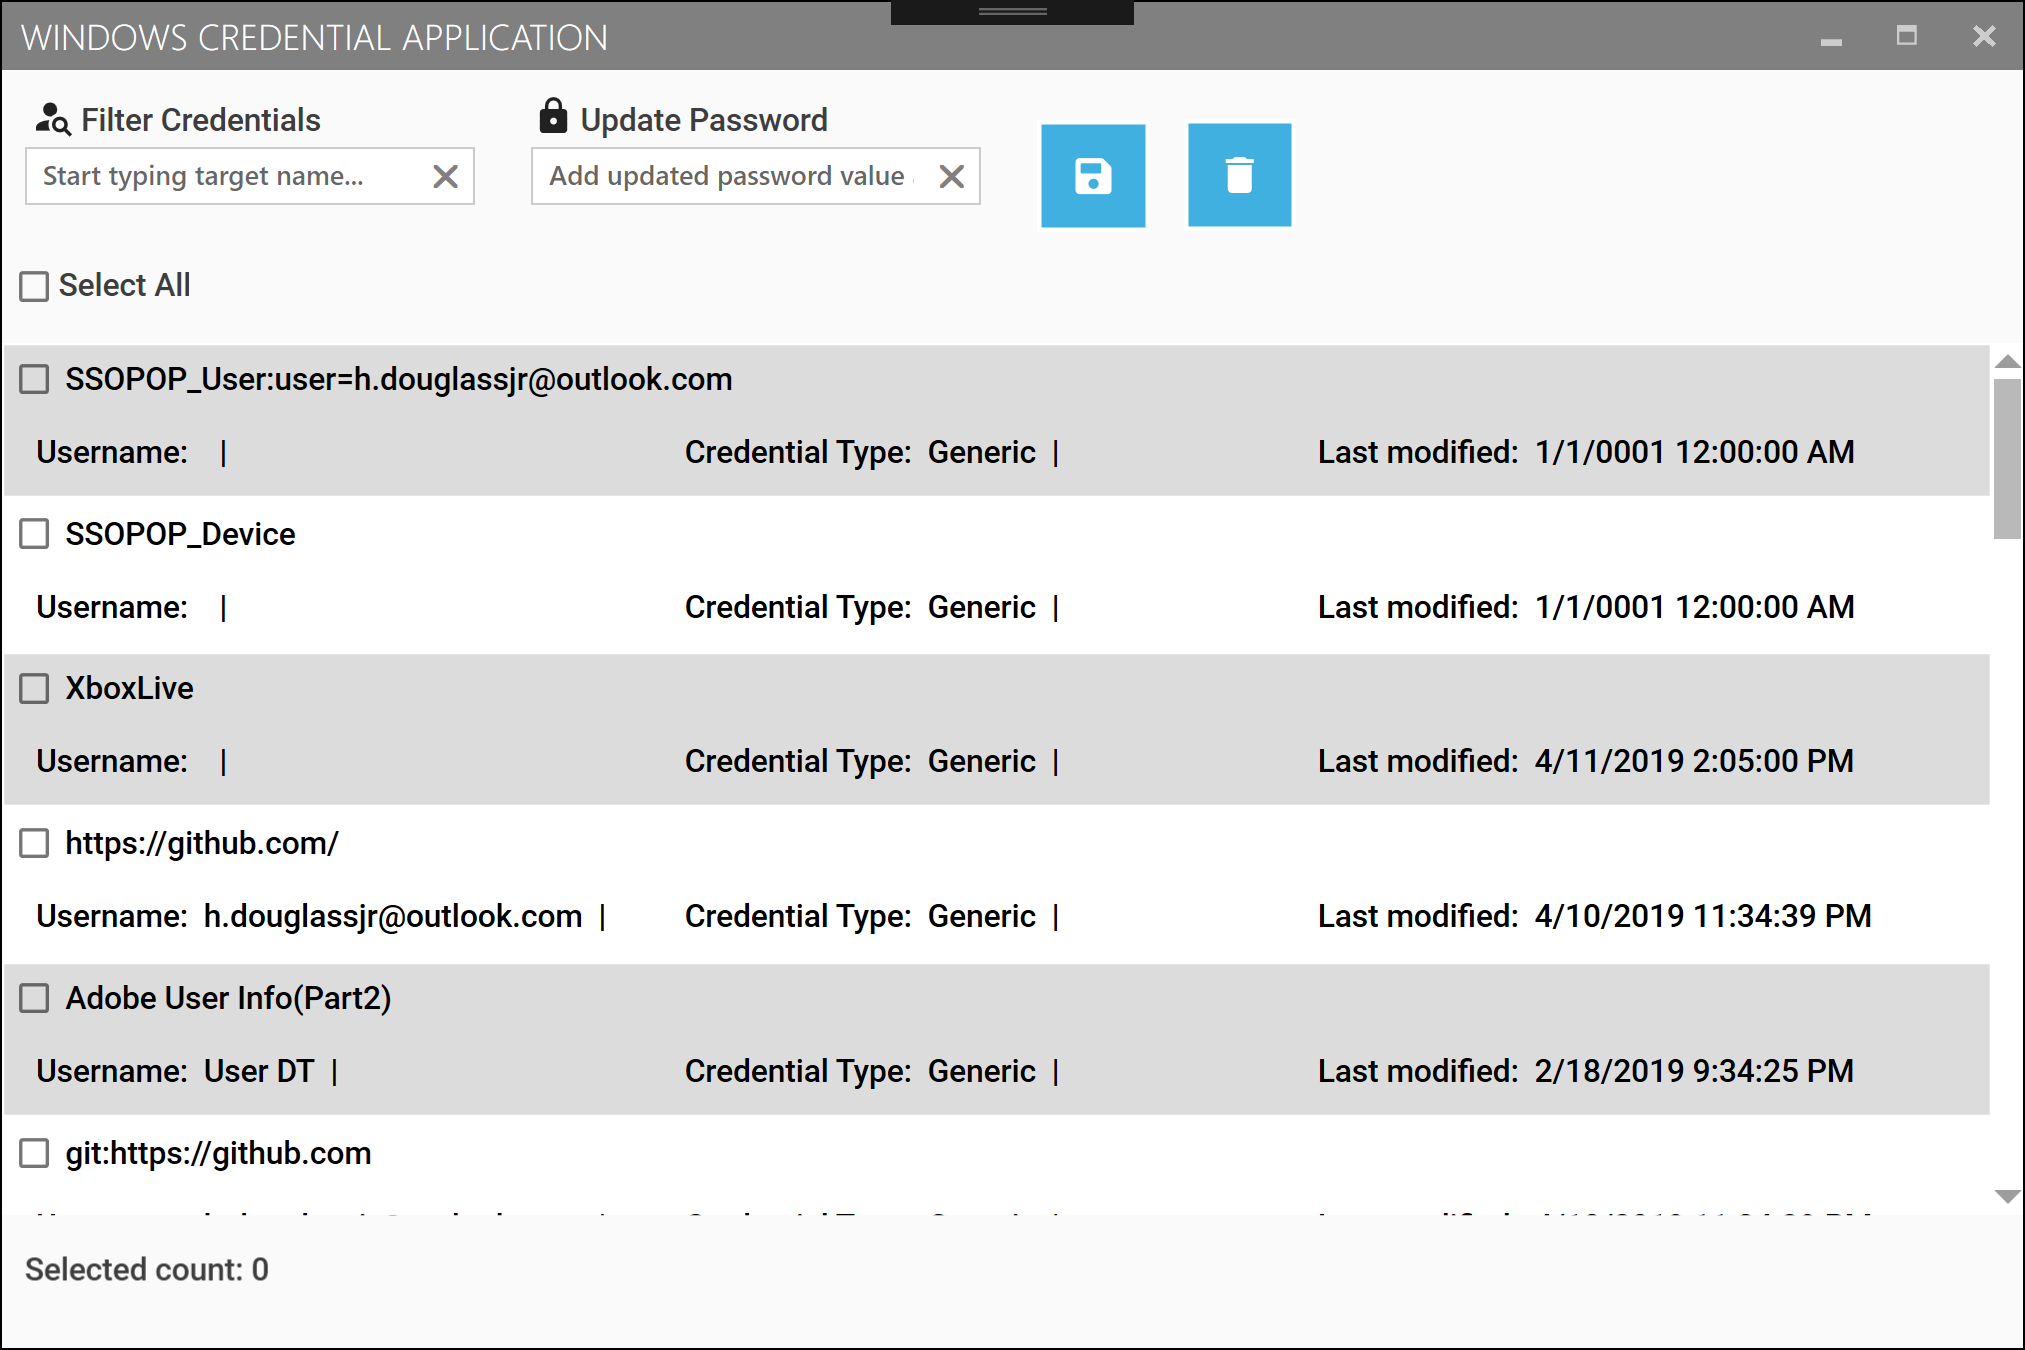 WINDOWS CREDENTIAL APPLICATION
Filter Credentials
Update Password
Start typing target name...
Add updated password value
Select All
SSOPOP_User:user=h.douglassjr@outlook.com
Username: | Credential Type: Generic | Last modified: 1/1/0001 12:00:00 AM
SSOPOP_Device
Username: | Credential Type: Generic | Last modified: 1/1/0001 12:00:00 AM
XboxLive
Username: | Credential Type: Generic | Last modified: 4/11/2019 2:05:00 PM
https://github.com/
Username: h.douglassjr@outlook.com | Credential Type: Generic | Last modified: 4/10/2019 11:34:39 PM
Adobe User Info(Part2)
Username: User DT | Credential Type: Generic | Last modified: 2/18/2019 9:34:25 PM
git:https://github.com
Selected count: 0